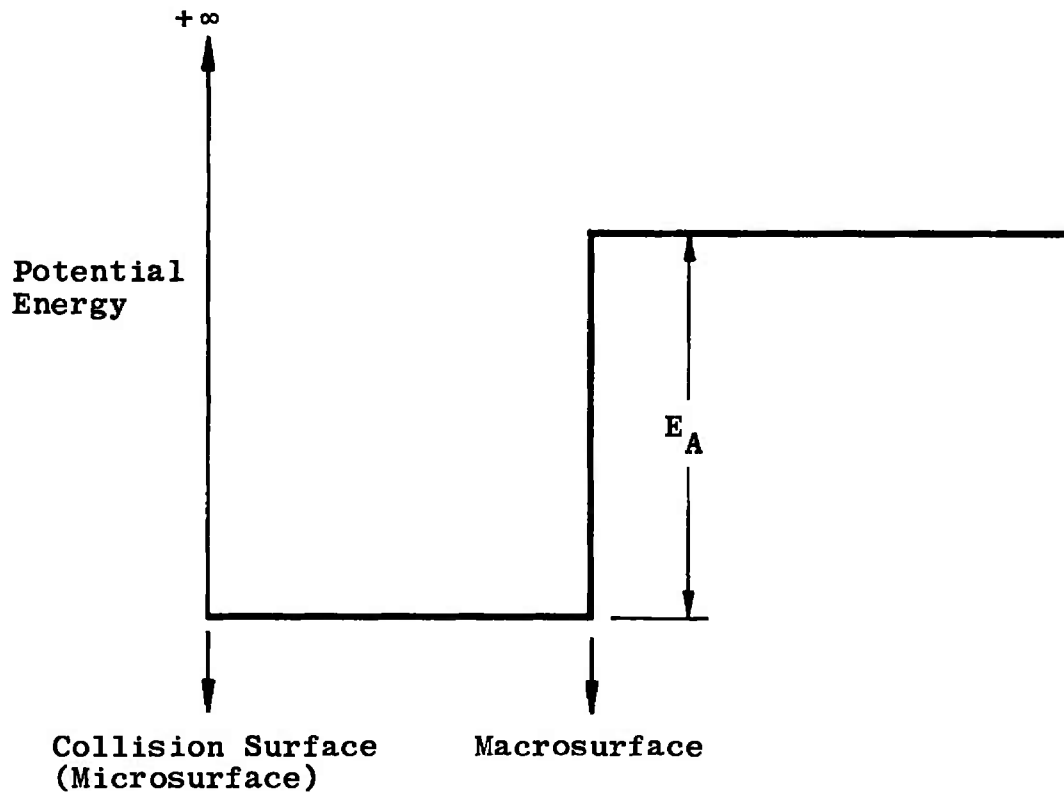 +∞
Potential
Energy
E_A
Collision Surface
(Microsurface)
Macrosurface